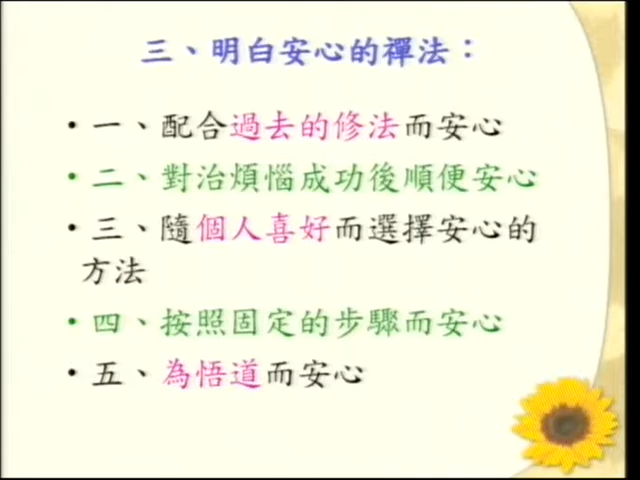 三、明白安心的禪法：
•一、配合過去的修法而安心
•二、對治煩惱成功後順便安心
•三、隨個人喜好而選擇安心的
方法
•四、按照固定的步驟而安心
•五、為悟道而安心